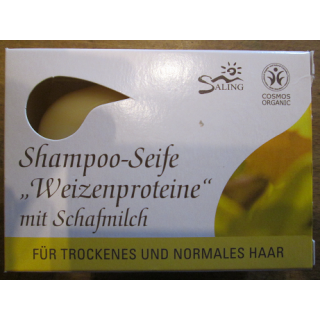 SALING
COSMOS
ORGANIC
Shampoo-Seife
„Weizenproteine“
mit Schafmilch
FÜR TROCKENES UND NORMALES HAAR